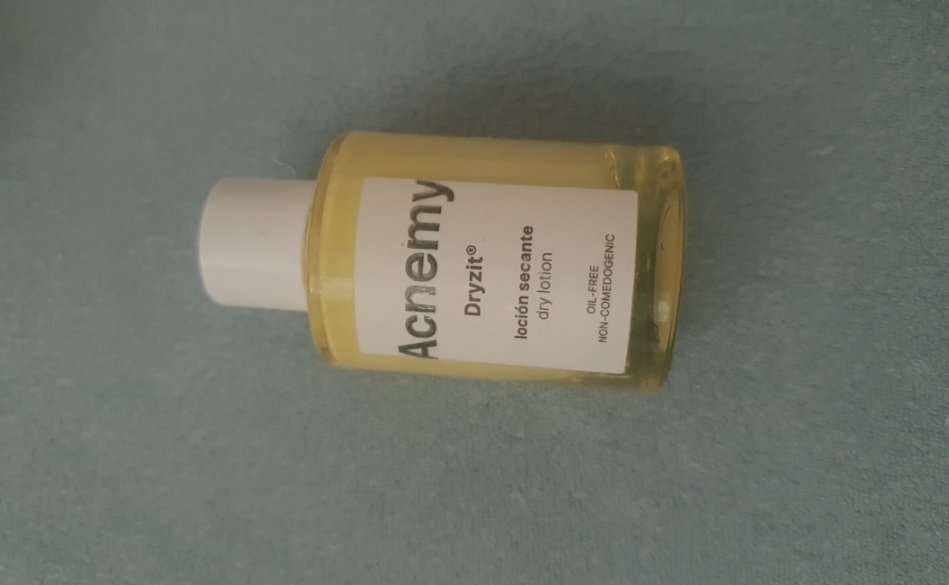 Acnemy
Dryzit®
loción secante
dry lotion
OIL-FREE
NON-COMEDOGENIC